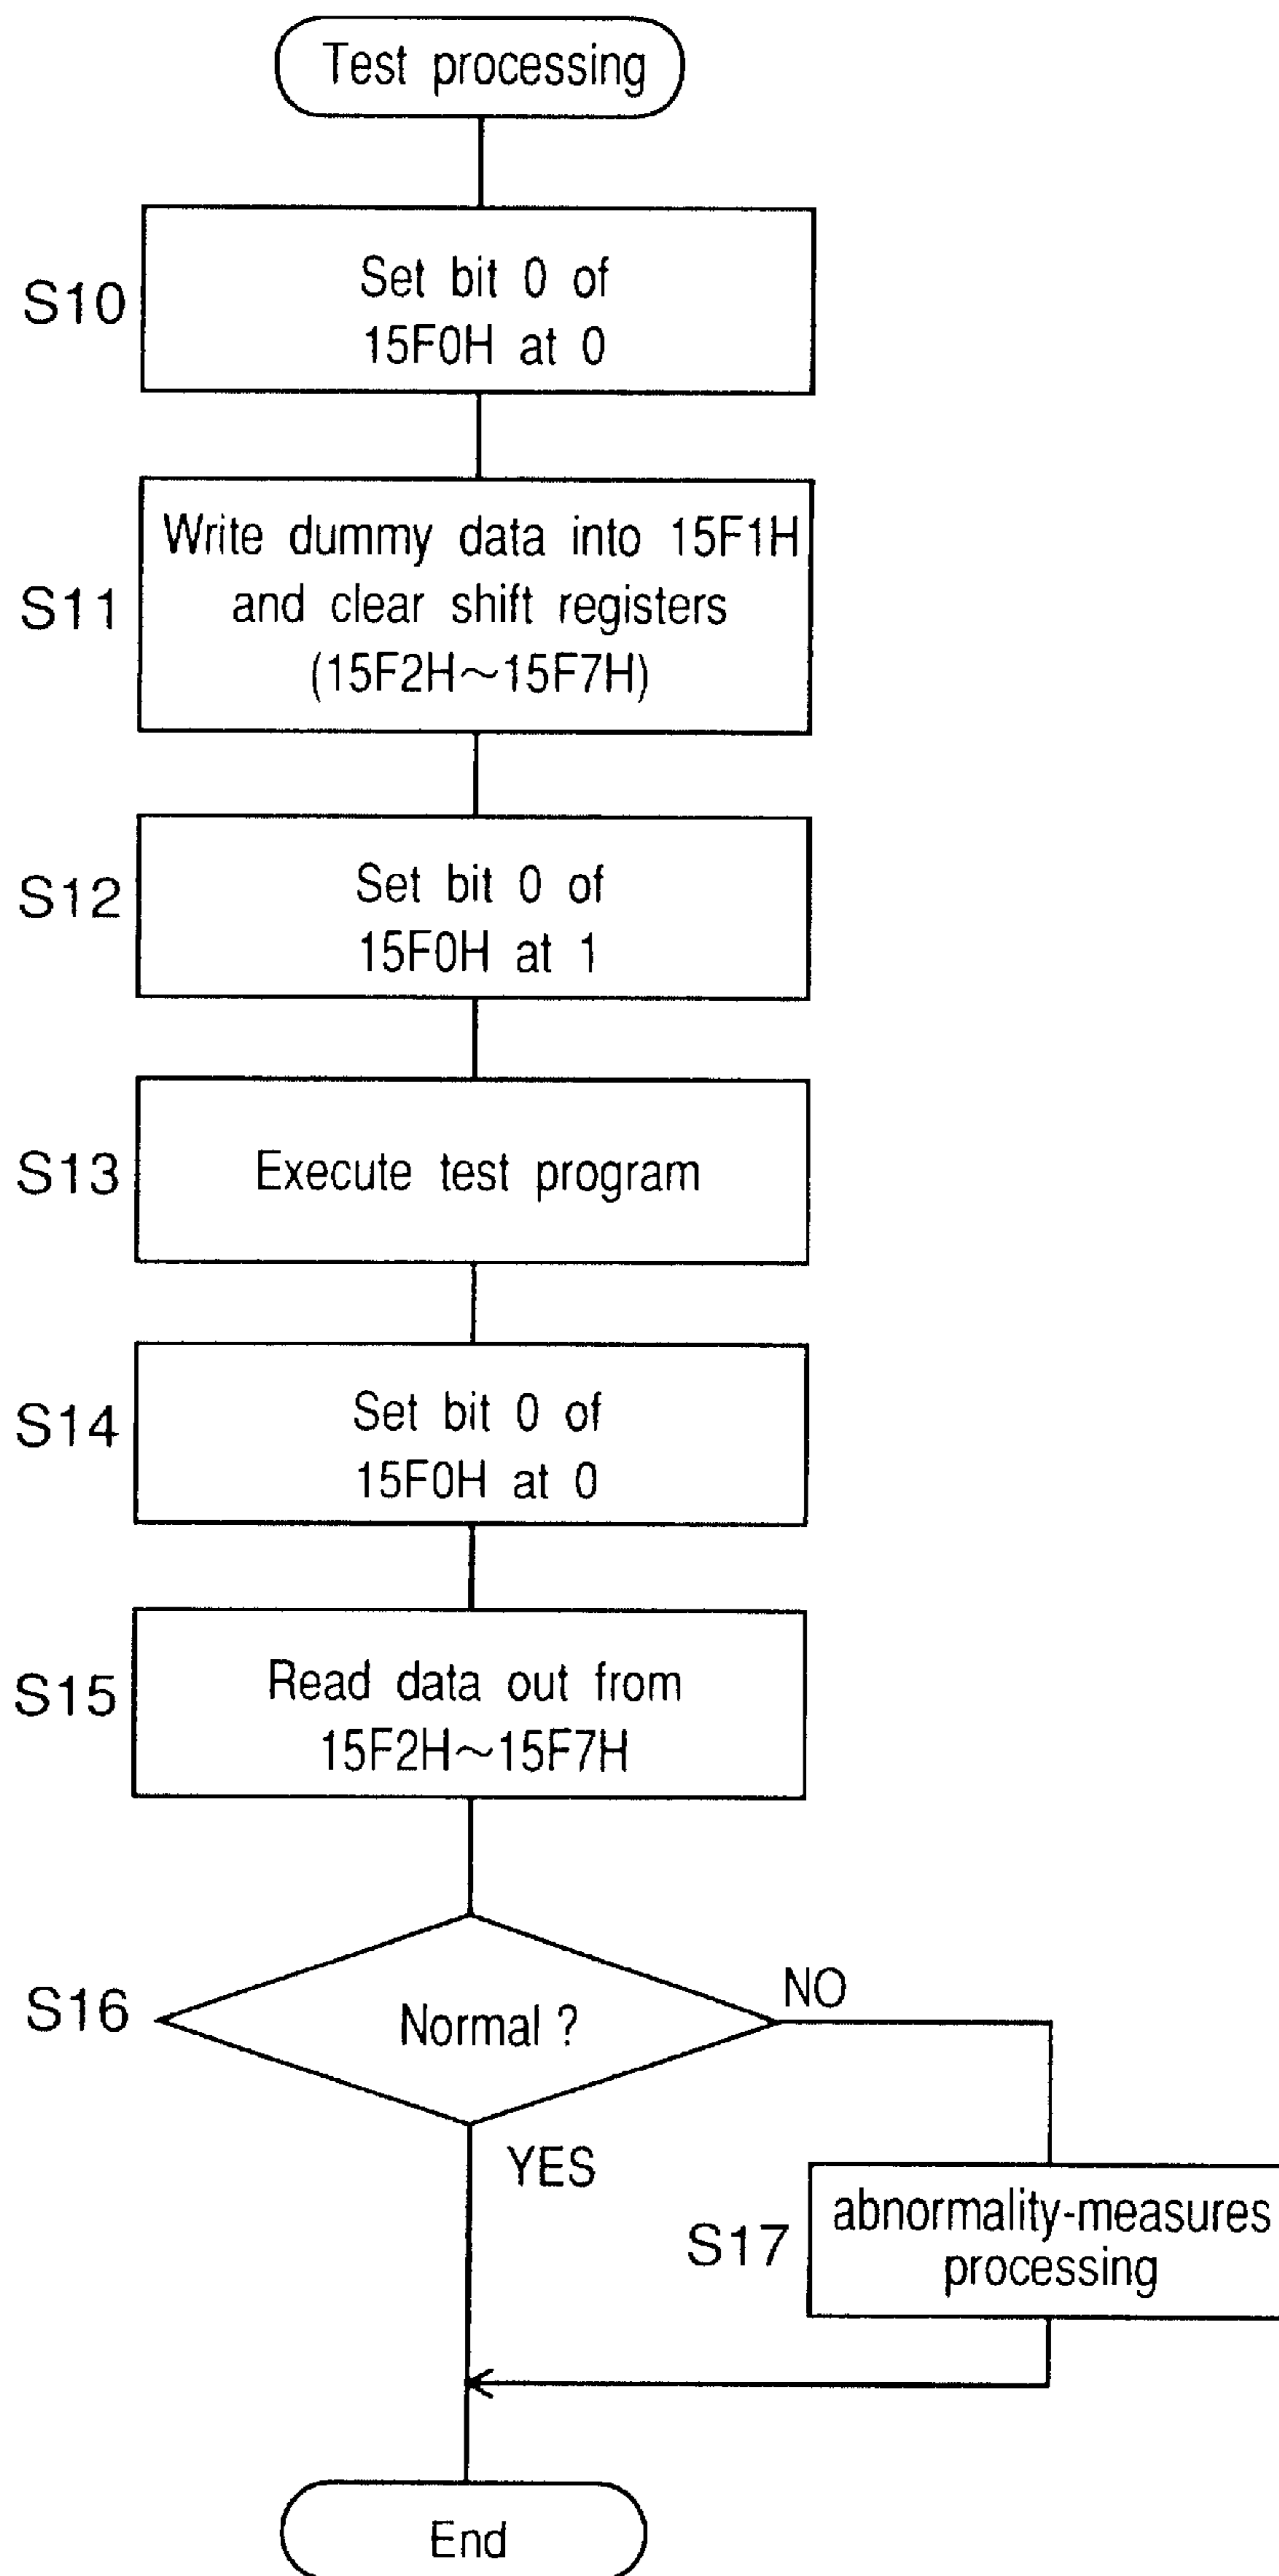 Test processing
S10
Set bit 0 of
15F0H at 0
S11
Write dummy data into 15F1H
and clear shift registers
(15F2H~15F7H)
S12
Set bit 0 of
15F0H at 1
S13
Execute test program
S14
Set bit 0 of
15F0H at 0
S15
Read data out from
15F2H~15F7H
S16
Normal ?
NO
YES
S17
abnormality-measures
processing
End